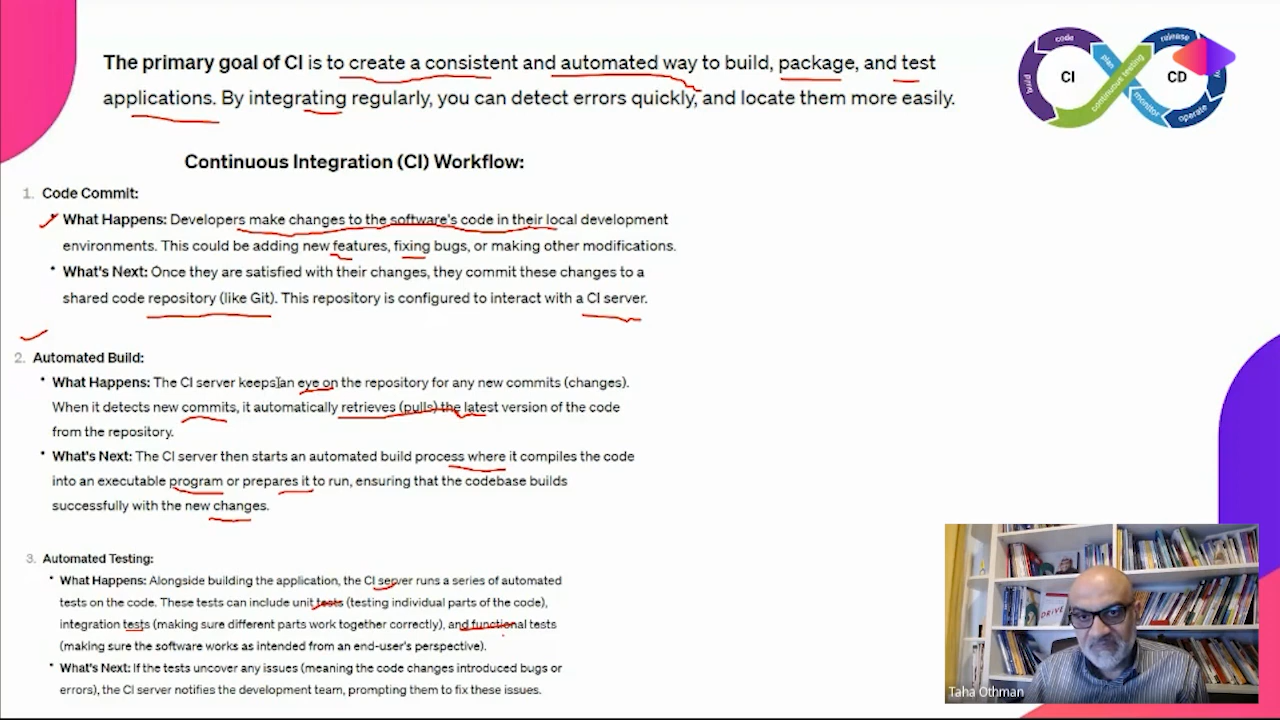 The primary goal of CI is to create a consistent and automated way to build, package, and test
applications. By integrating regularly, you can detect errors quickly, and locate them more easily.
code
build
CI
plan
continuous testing
release
CD
monitor
operate
Continuous Integration (CI) Workflow:
1. Code Commit:
What Happens: Developers make changes to the software's code in their local development
environments. This could be adding new features, fixing bugs, or making other modifications.
• What's Next: Once they are satisfied with their changes, they commit these changes to a
shared code repository (like Git). This repository is configured to interact with a CI server.
2. Automated Build:
• What Happens: The CI server keeps an eye on the repository for any new commits (changes).
When it detects new commits, it automatically retrieves (pulls) the latest version of the code
from the repository.
• What's Next: The CI server then starts an automated build process where it compiles the code
into an executable program or prepares it to run, ensuring that the codebase builds
successfully with the new changes.
3. Automated Testing:
• What Happens: Alongside building the application, the CI server runs a series of automated
tests on the code. These tests can include unit tests (testing individual parts of the code),
integration tests (making sure different parts work together correctly), and functional tests
(making sure the software works as intended from an end-user's perspective).
• What's Next: If the tests uncover any issues (meaning the code changes introduced bugs or
errors), the CI server notifies the development team, prompting them to fix these issues.
DRIVE
Taha Othman